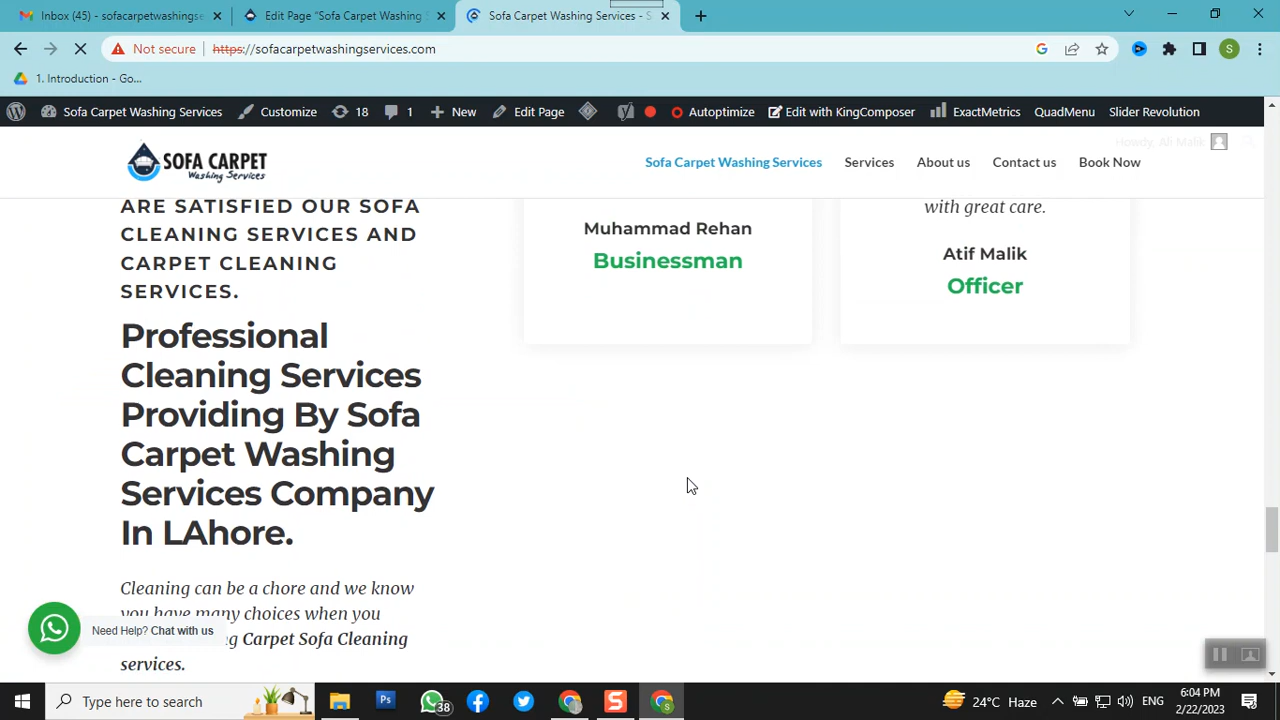 Inbox (45) - sofacarpetwashings
Edit Page “Sofa Carpet Washing
Sofa Carpet Washing Services - S
Not secure
https://sofacarpetwashingservices.com
S
1. Introduction - Go...
Sofa Carpet Washing Services
Customize
18
1
New
Edit Page
Autoptimize
Edit with KingComposer
ExactMetrics
QuadMenu
Slider Revolution
Howdy, Ali Malik
SOFA CARPET
Washing Services
Sofa Carpet Washing Services
Services
About us
Contact us
Book Now
ARE SATISFIED OUR SOFA
CLEANING SERVICES AND
CARPET CLEANING
SERVICES.
Professional
Cleaning Services
Providing By Sofa
Carpet Washing
Services Company
In LAhore.
Cleaning can be a chore and we know
you have many choices when you
g Carpet Sofa Cleaning
services.
Muhammad Rehan
Businessman
with great care.
Atif Malik
Officer
Need Help? Chat with us
Type here to search
Ps
38
S
24°C Haze
ENG
6:04 PM
2/22/2023